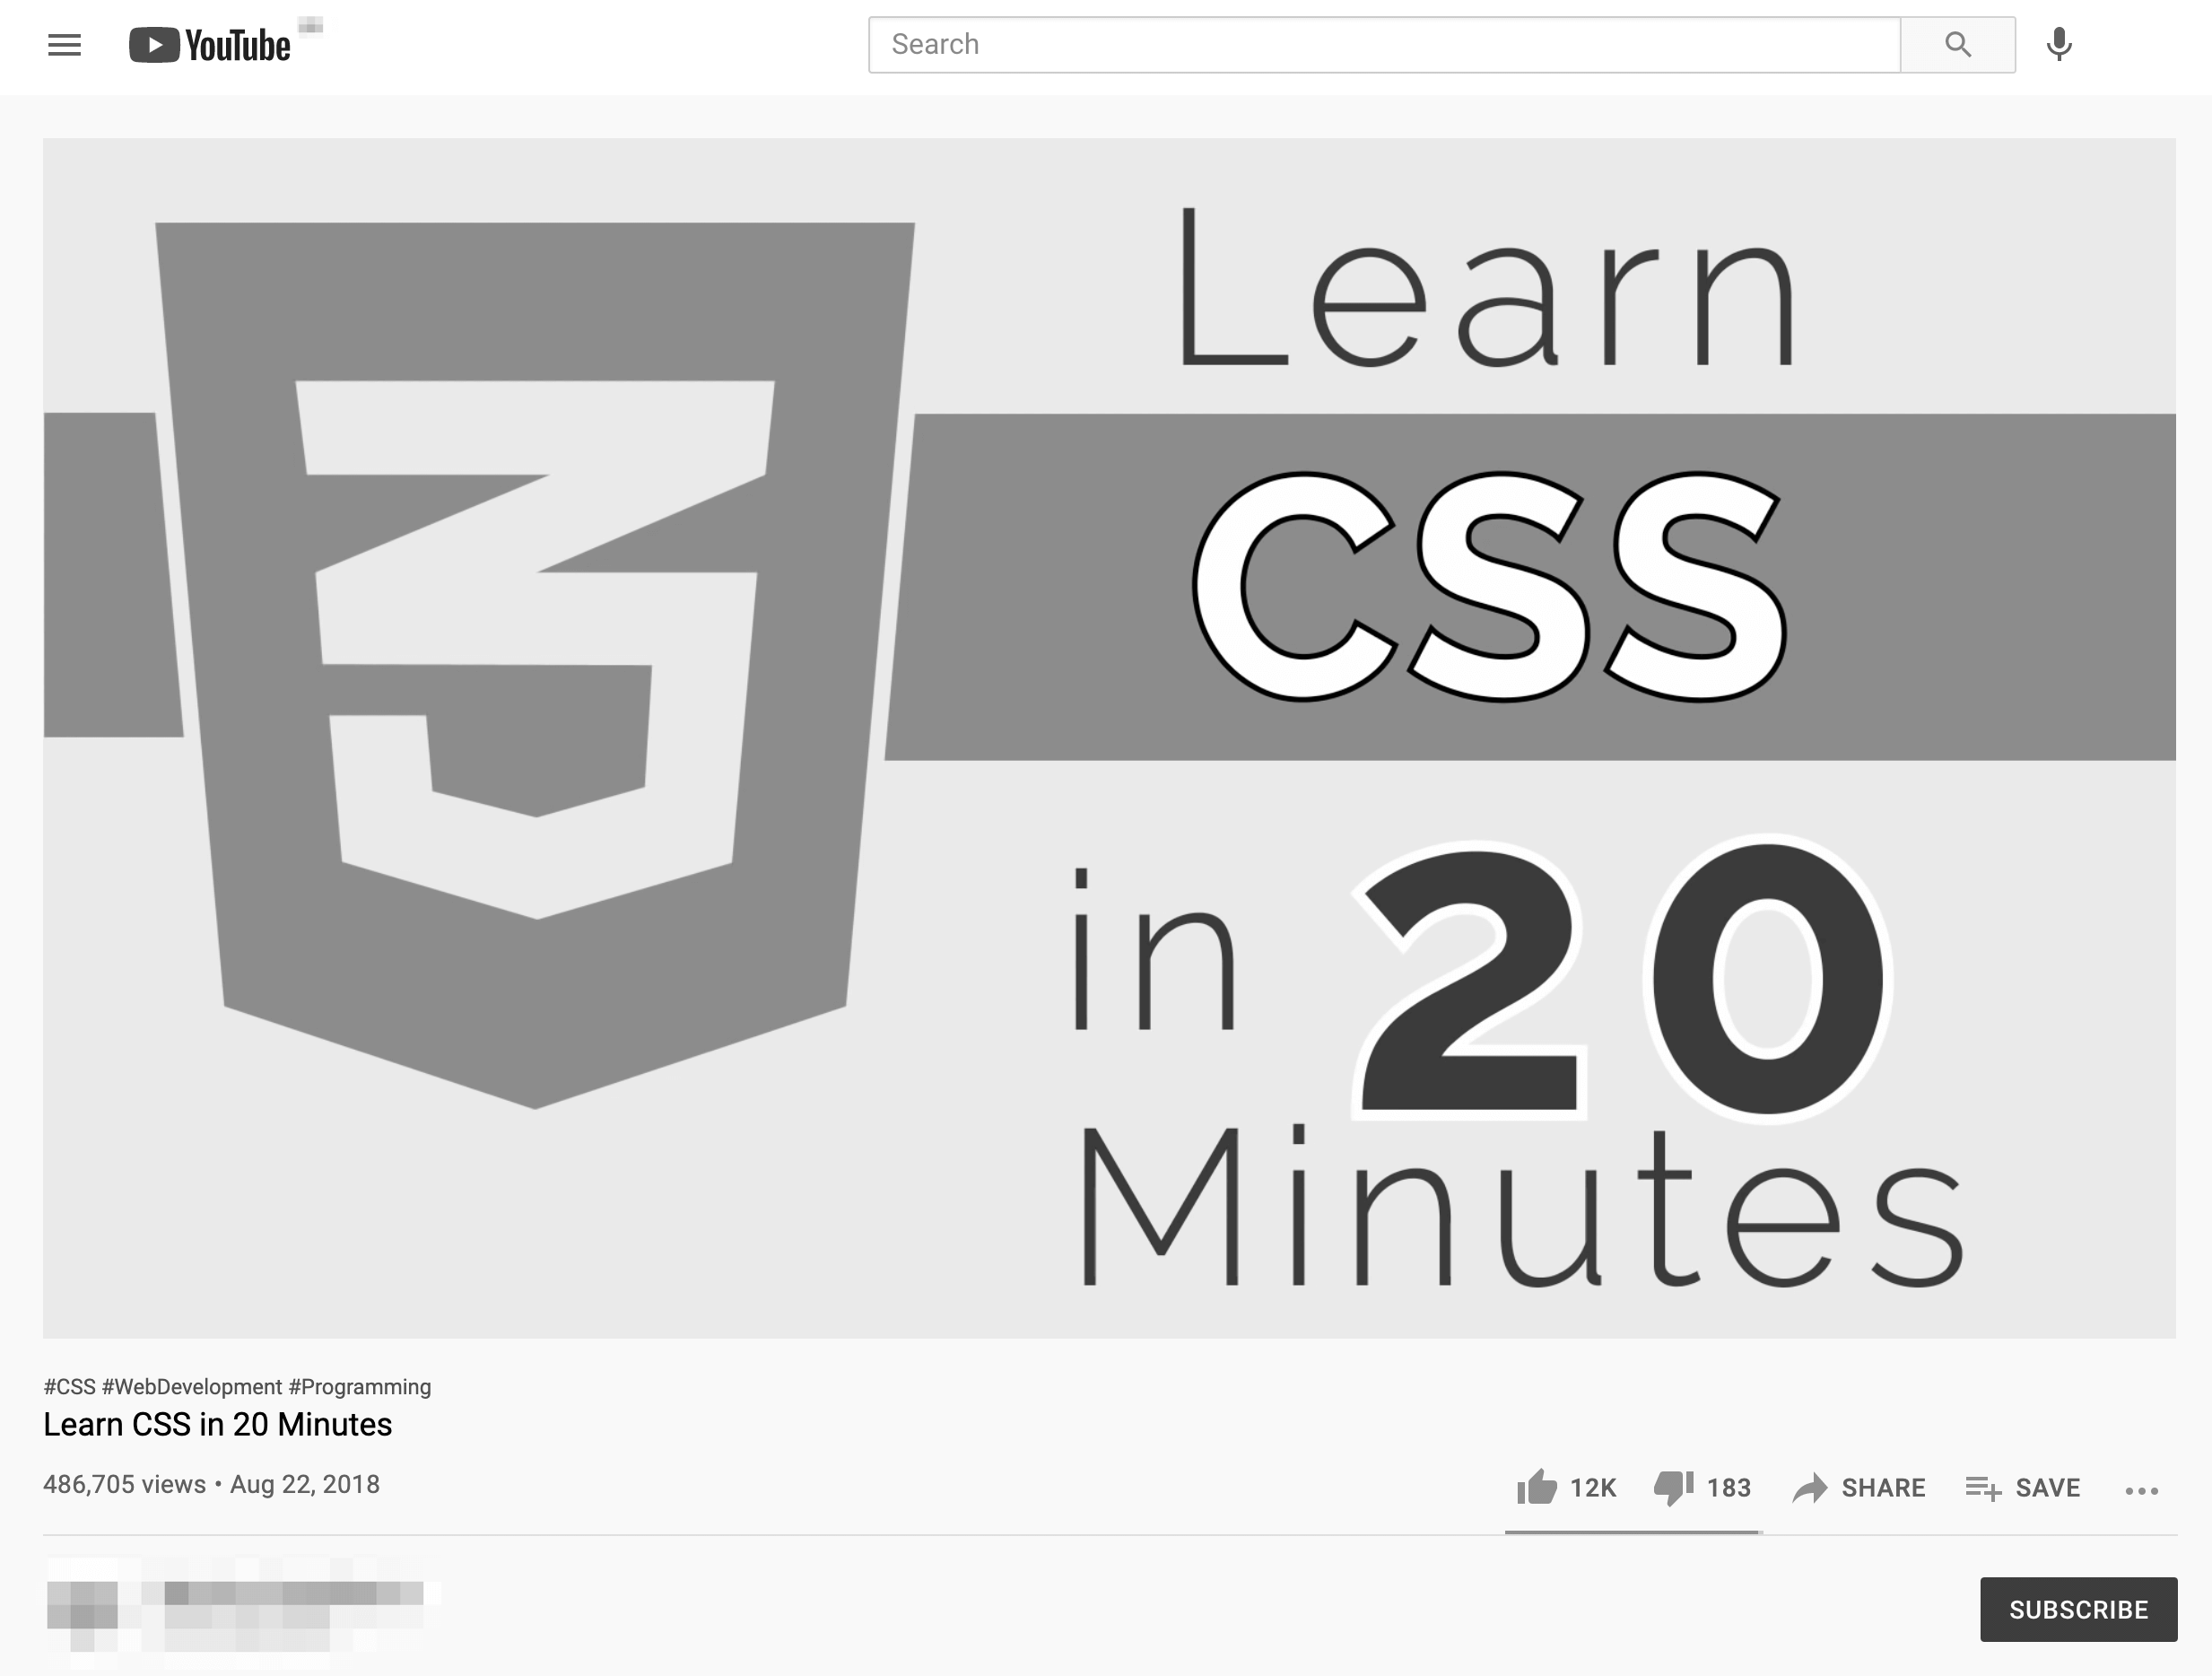 YouTube
Search
Learn
CSS
in 20
Minutes
#CSS #WebDevelopment #Programming
Learn CSS in 20 Minutes
486,705 views • Aug 22, 2018
12K 183 SHARE SAVE
SUBSCRIBE